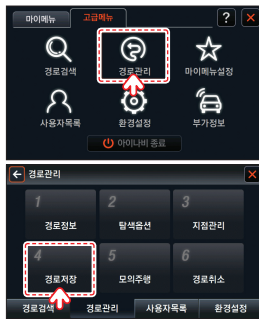 마이메뉴 고급메뉴 ? ×
경로검색 경로관리 마이메뉴설정
사용자목록 환경설정 부가정보
아이나비 종료
경로관리 ×
1 2 3
경로정보 탐색옵션 지점관리
4 5 6
경로저장 모의주행 경로취소
경로검색 경로관리 사용자목록 환경설정